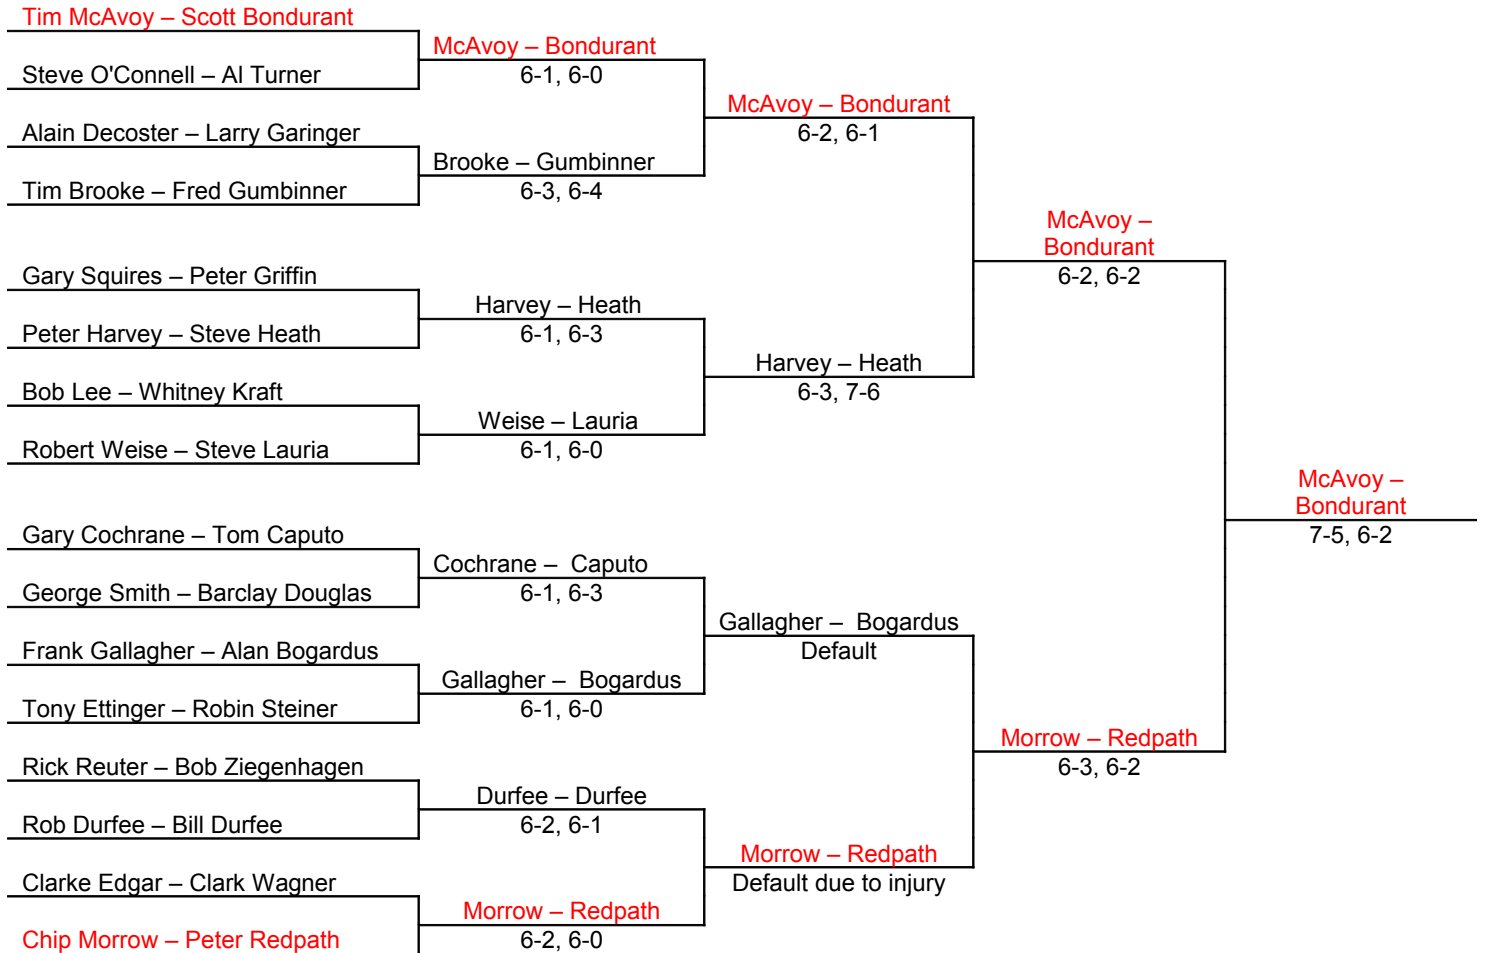 Tim McAvoy – Scott Bondurant
McAvoy – Bondurant
Steve O'Connell – Al Turner
6-1, 6-0
McAvoy – Bondurant
Alain Decoster – Larry Garinger
6-2, 6-1
Brooke – Gumbinner
Tim Brooke – Fred Gumbinner
6-3, 6-4
McAvoy –
Bondurant
Gary Squires – Peter Griffin
6-2, 6-2
Harvey – Heath
Peter Harvey – Steve Heath
6-1, 6-3
Harvey – Heath
Bob Lee – Whitney Kraft
6-3, 7-6
Weise – Lauria
Robert Weise – Steve Lauria
6-1, 6-0
McAvoy –
Bondurant
Gary Cochrane – Tom Caputo
7-5, 6-2
Cochrane – Caputo
George Smith – Barclay Douglas
6-1, 6-3
Gallagher – Bogardus
Frank Gallagher – Alan Bogardus
Default
Gallagher – Bogardus
Tony Ettinger – Robin Steiner
6-1, 6-0
Morrow – Redpath
Rick Reuter – Bob Ziegenhagen
6-3, 6-2
Durfee – Durfee
Rob Durfee – Bill Durfee
6-2, 6-1
Morrow – Redpath
Clarke Edgar – Clark Wagner
Default due to injury
Morrow – Redpath
Chip Morrow – Peter Redpath
6-2, 6-0